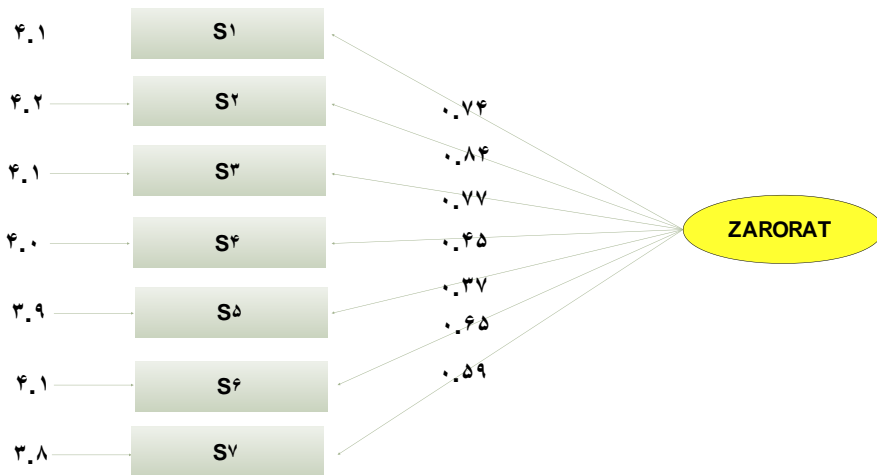 ۴.۱ S۱
۴.۲ S۲ ۰.۷۴
۰.۸۴
۴.۱ S۳ ۰.۷۷
۴.۰ S۴ ۰.۴۵ ZARORAT
۳.۹ S۵ ۰.۳۷
۰.۶۵
۴.۱ S۶ ۰.۵۹
۳.۸ S۷